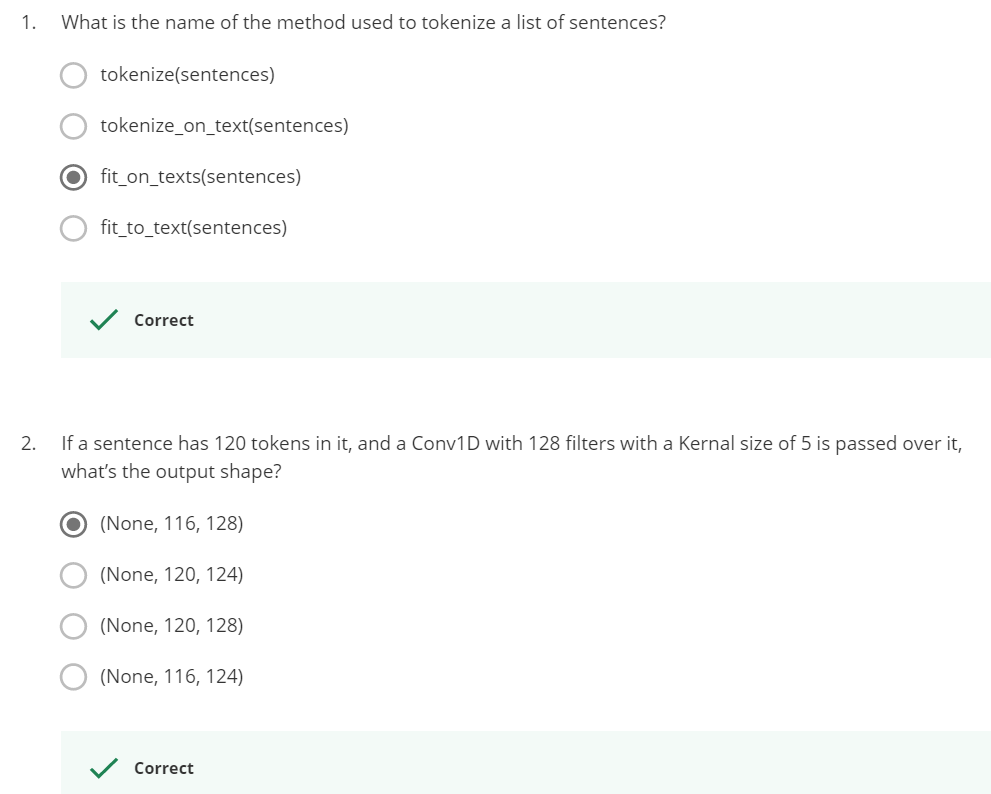 1. What is the name of the method used to tokenize a list of sentences?
tokenize(sentences)
tokenize_on_text(sentences)
fit_on_texts(sentences)
fit_to_text(sentences)
Correct
2. If a sentence has 120 tokens in it, and a Conv1D with 128 filters with a Kernal size of 5 is passed over it,
what’s the output shape?
(None, 116, 128)
(None, 120, 124)
(None, 120, 128)
(None, 116, 124)
Correct